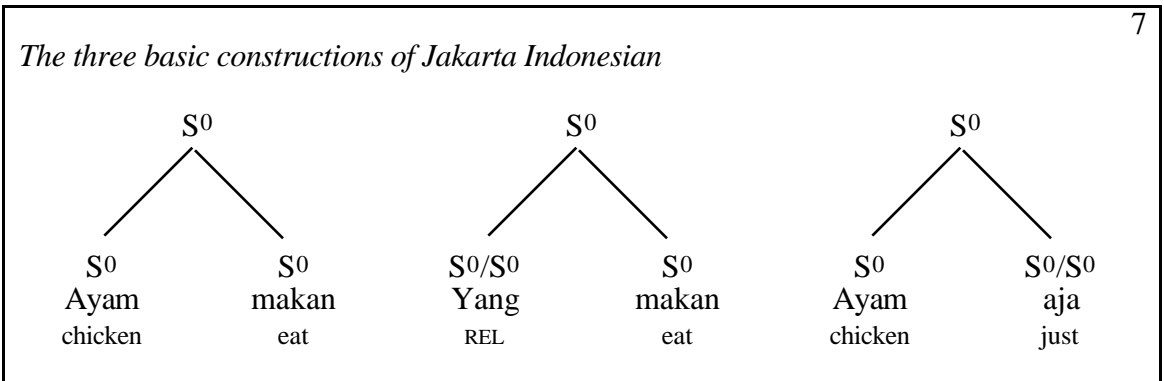 7
The three basic constructions of Jakarta Indonesian
S0 S0 S0
S0 S0 S0/S0 S0 S0 S0/S0
Ayam makan Yang makan Ayam aja
chicken eat REL eat chicken just